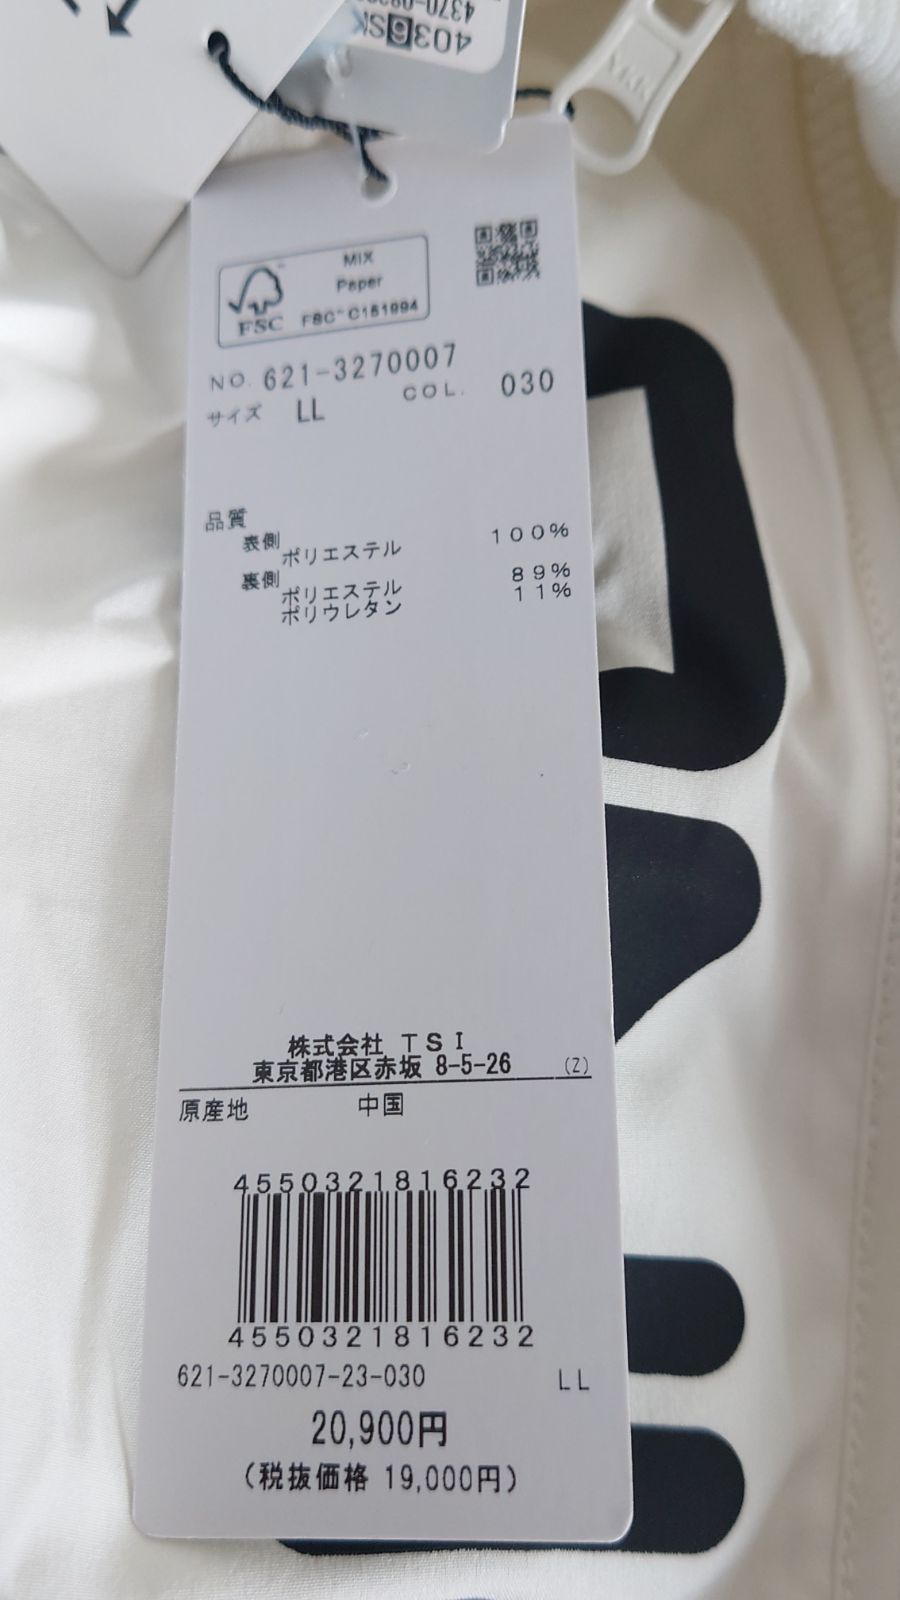 4036S
4370-
YKK
MIX
Paper
FSC™ C151994
FSC
NO. 621-3270007
サイズ LL COL. 030
品質
表側
ポリエステル 100%
裏側
ポリエステル 89%
ポリウレタン 11%
株式会社 TSI
東京都港区赤坂 8-5-26 (Z)
原産地 中国
4550321816232
4550321816232
621-3270007-23-030 LL
20,900円
(税抜価格 19,000円)